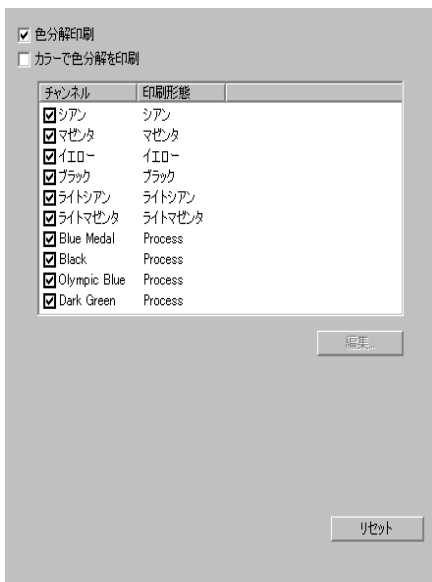 色分解印刷
カラーで色分解を印刷
チャンネル 印刷形態
シアン シアン
マゼンタ マゼンタ
イエロー イエロー
ブラック ブラック
ライトシアン ライトシアン
ライトマゼンタ ライトマゼンタ
Blue Medal Process
Black Process
Olympic Blue Process
Dark Green Process
編集...
リセット